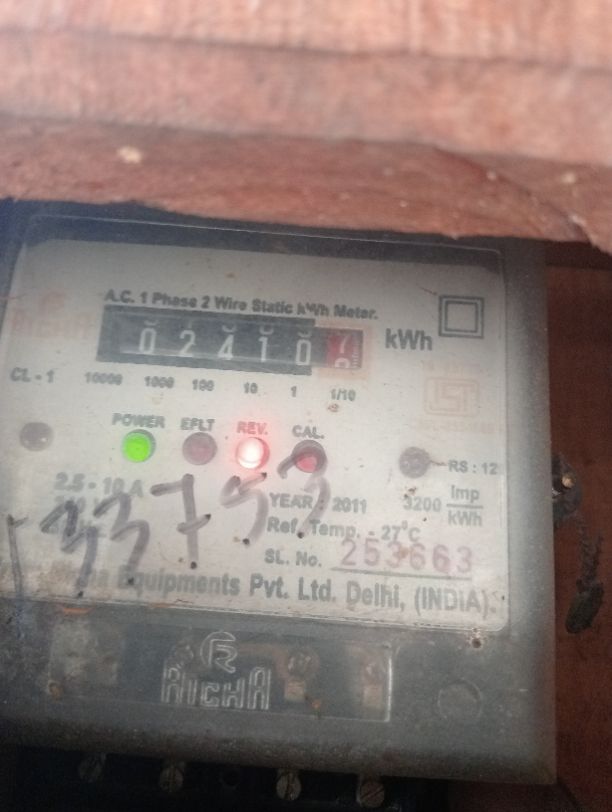 A.C. 1 Phase 2 Wire Static kWh Meter.
0 2 4 1 0 kWh
CL - 1 10000 1000 100 10 1 1/10
POWER EFLT REV. CAL.
RS : 12
2.5 - 10 A
YEAR : 2011 3200 Imp/kWh
Ref. Temp. - 27°C
33753
SL. No. 253663
Equipments Pvt. Ltd. Delhi, (INDIA).
RICHA